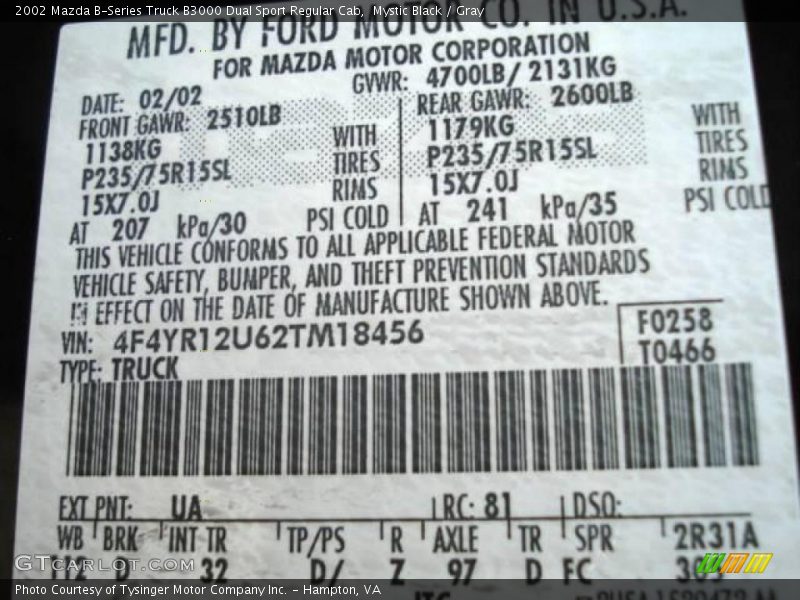 2002 Mazda B-Series Truck B3000 Dual Sport Regular Cab, Mystic Black / Gray
MFD. BY FORD MOTOR CO. IN U.S.A.
FOR MAZDA MOTOR CORPORATION
DATE: 02/02 GVWR: 4700LB/ 2131KG
FRONT GAWR: 2510LB REAR GAWR: 2600LB
1138KG WITH 1179KG WITH
P235/75R15SL TIRES P235/75R15SL TIRES
15X7.0J RIMS 15X7.0J RIMS
AT 207 kPa/30 PSI COLD AT 241 kPa/35 PSI COLD
THIS VEHICLE CONFORMS TO ALL APPLICABLE FEDERAL MOTOR
VEHICLE SAFETY, BUMPER, AND THEFT PREVENTION STANDARDS
IN EFFECT ON THE DATE OF MANUFACTURE SHOWN ABOVE.
VIN: 4F4YR12U62TM18456 F0258
TYPE: TRUCK T0466
EXT PNT: UA RC: 81 DSO:
WB BRK INT TR TP/PS R AXLE TR SPR 2R31A
112 D 32 D/ Z 97 D FC
GTCarLot.com
Photo Courtesy of Tysinger Motor Company Inc. - Hampton, VA